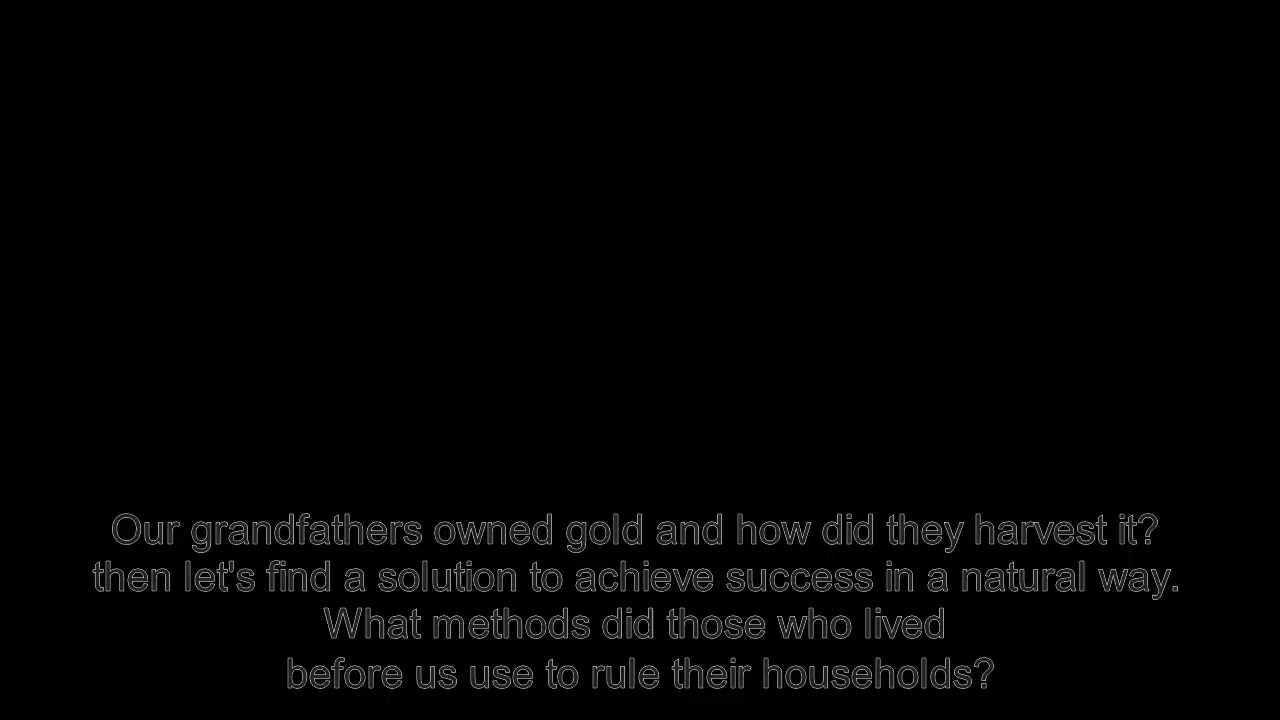 Our grandfathers owned gold and how did they harvest it?
then let's find a solution to achieve success in a natural way.
What methods did those who lived
before us use to rule their households?